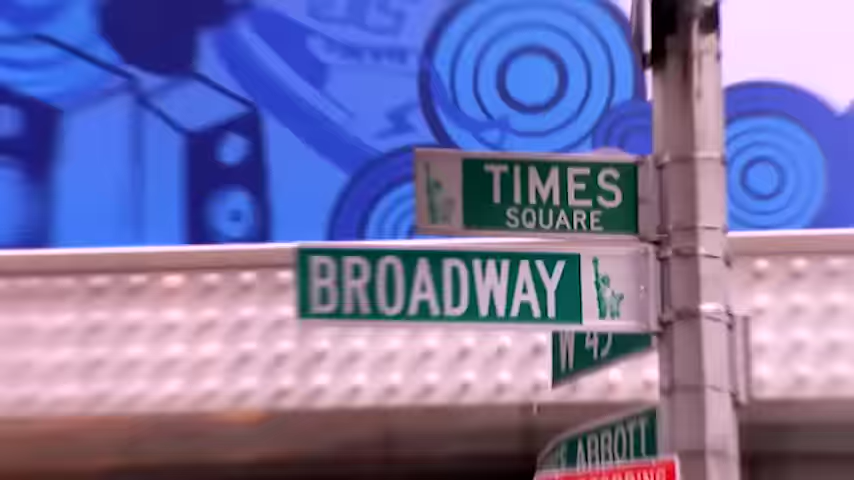 TIMES
SQUARE
BROADWAY
W 45
ABBOTT